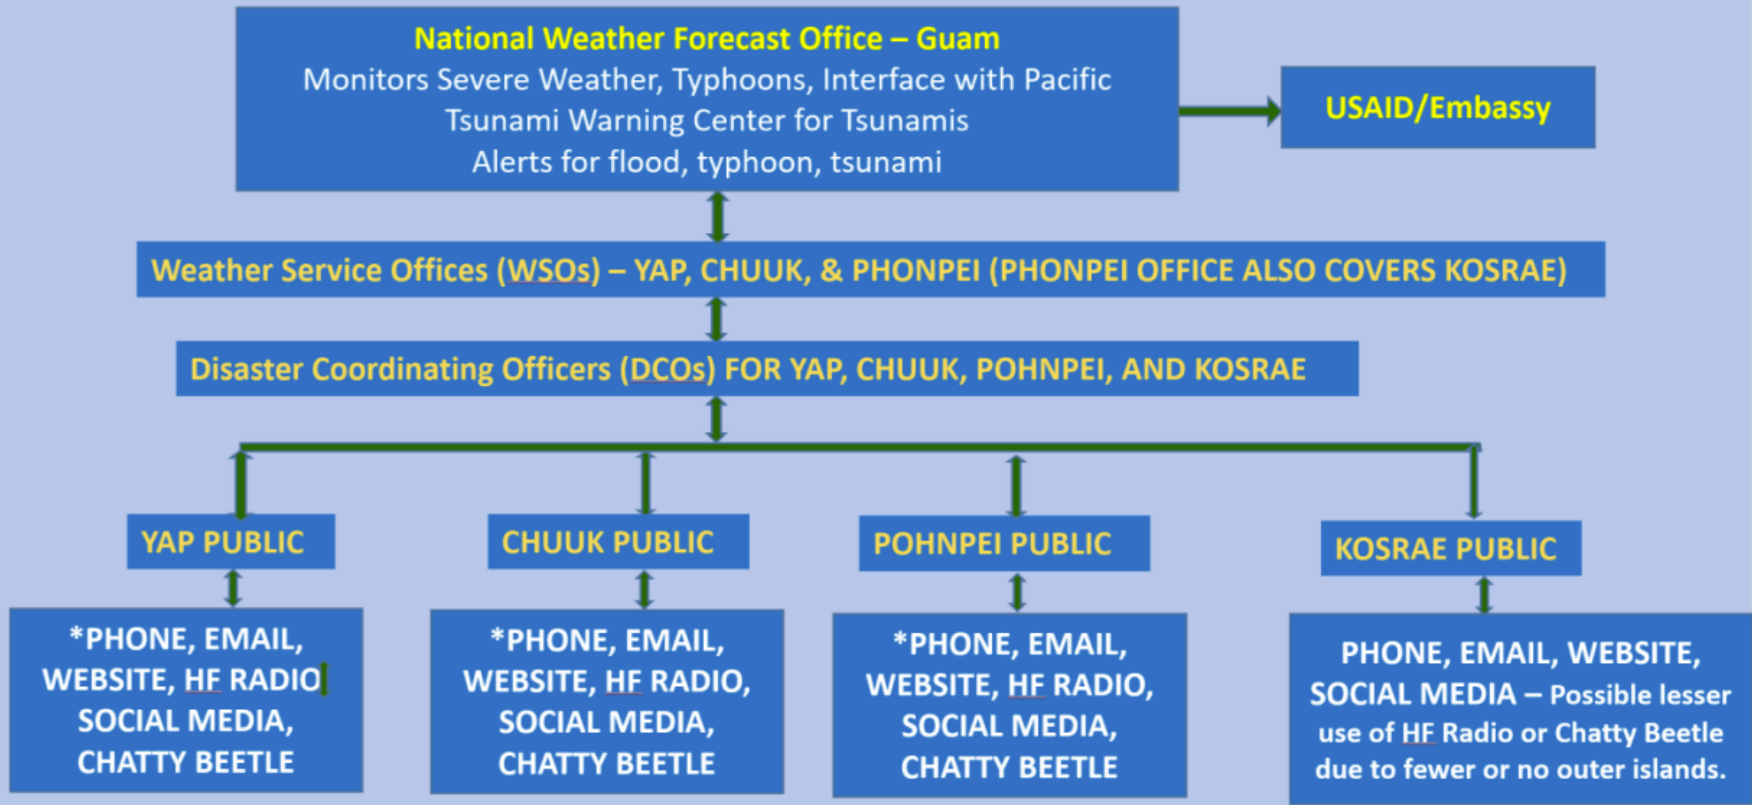 National Weather Forecast Office – Guam
Monitors Severe Weather, Typhoons, Interface with Pacific
Tsunami Warning Center for Tsunamis
Alerts for flood, typhoon, tsunami
USAID/Embassy
Weather Service Offices (WSOs) – YAP, CHUUK, & PHONPEI (PHONPEI OFFICE ALSO COVERS KOSRAE)
Disaster Coordinating Officers (DCOs) FOR YAP, CHUUK, POHNPEI, AND KOSRAE
YAP PUBLIC
CHUUK PUBLIC
POHNPEI PUBLIC
KOSRAE PUBLIC
*PHONE, EMAIL,
WEBSITE, HF RADIO
SOCIAL MEDIA,
CHATTY BEETLE
*PHONE, EMAIL,
WEBSITE, HF RADIO,
SOCIAL MEDIA,
CHATTY BEETLE
*PHONE, EMAIL,
WEBSITE, HF RADIO,
SOCIAL MEDIA,
CHATTY BEETLE
PHONE, EMAIL, WEBSITE,
SOCIAL MEDIA – Possible lesser
use of HF Radio or Chatty Beetle
due to fewer or no outer islands.